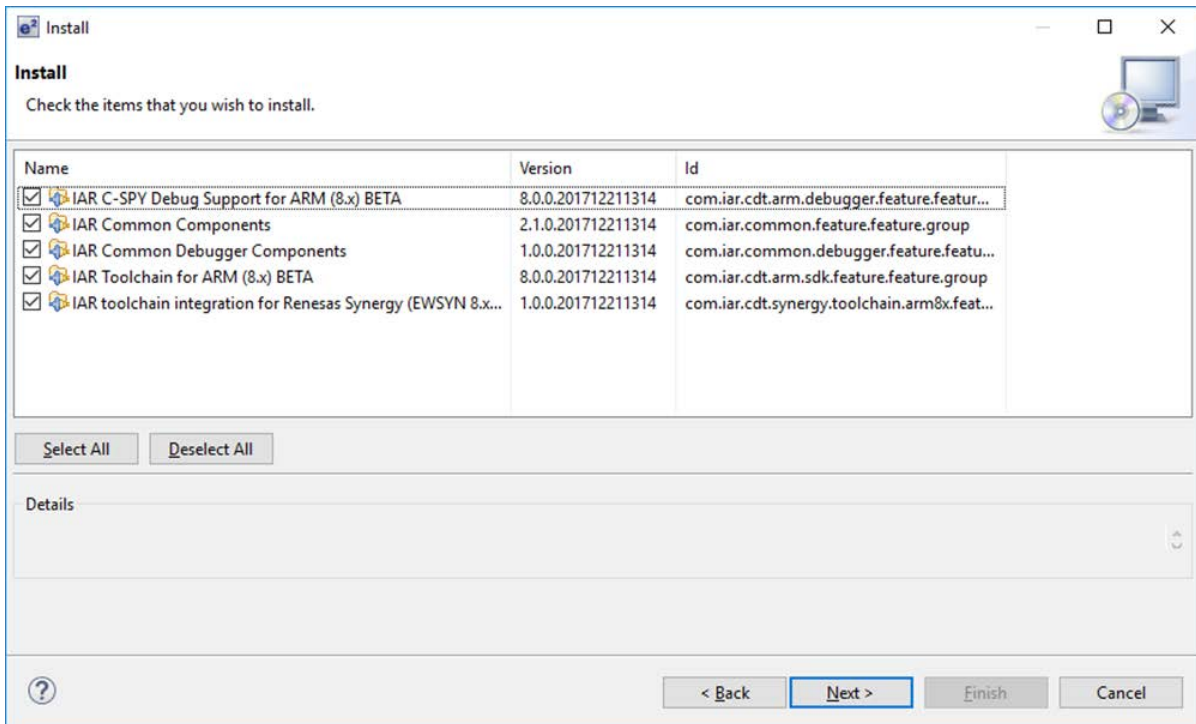 e² Install
Install
Check the items that you wish to install.
Name Version Id
IAR C-SPY Debug Support for ARM (8.x) BETA 8.0.0.201712211314 com.iar.cdt.arm.debugger.feature.featur...
IAR Common Components 2.1.0.201712211314 com.iar.common.feature.feature.group
IAR Common Debugger Components 1.0.0.201712211314 com.iar.common.debugger.feature.featu...
IAR Toolchain for ARM (8.x) BETA 8.0.0.201712211314 com.iar.cdt.arm.sdk.feature.feature.group
IAR toolchain integration for Renesas Synergy (EWSYN 8.x... 1.0.0.201712211314 com.iar.cdt.synergy.toolchain.arm8x.feat...
Select All Deselect All
Details
? < Back Next > Finish Cancel